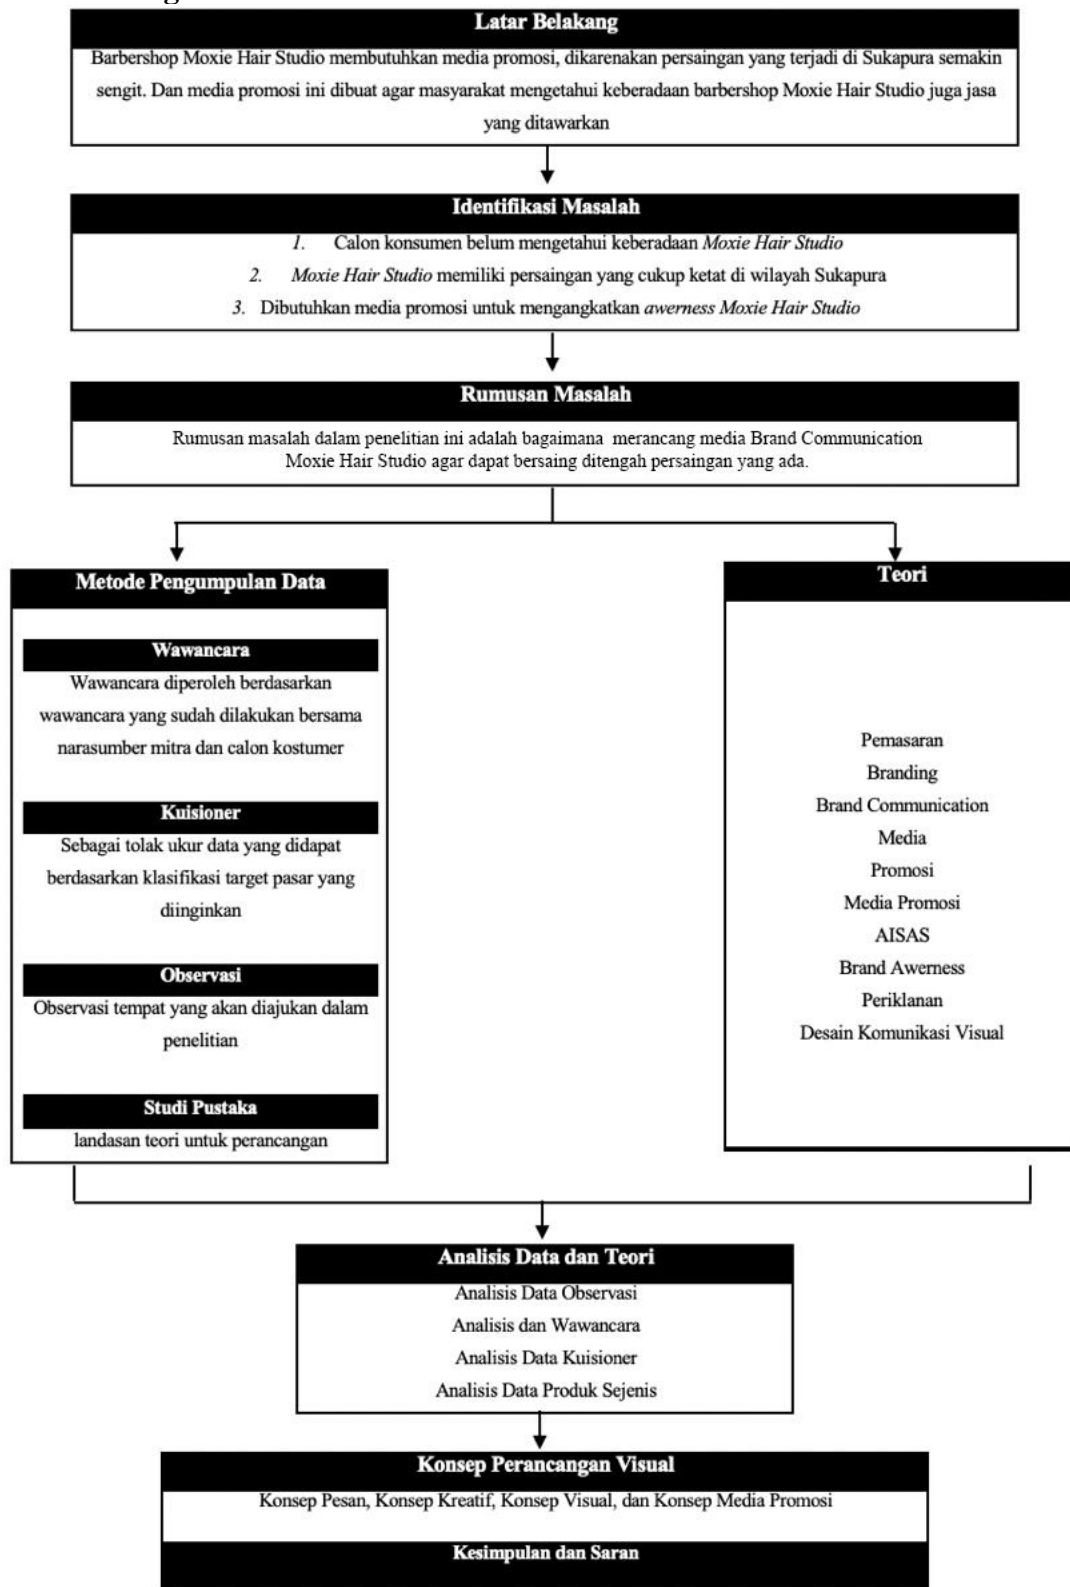 Latar Belakang
Barbershop Moxie Hair Studio membutuhkan media promosi, dikarenakan persaingan yang terjadi di Sukapura semakin
sengit. Dan media promosi ini dibuat agar masyarakat mengetahui keberadaan barbershop Moxie Hair Studio juga jasa
yang ditawarkan
Identifikasi Masalah
1. Calon konsumen belum mengetahui keberadaan Moxie Hair Studio
2. Moxie Hair Studio memiliki persaingan yang cukup ketat di wilayah Sukapura
3. Dibutuhkan media promosi untuk mengangkatkan awerness Moxie Hair Studio
Rumusan Masalah
Rumusan masalah dalam penelitian ini adalah bagaimana merancang media Brand Communication
Moxie Hair Studio agar dapat bersaing ditengah persaingan yang ada.
Metode Pengumpulan Data
Wawancara
Wawancara diperoleh berdasarkan
wawancara yang sudah dilakukan bersama
narasumber mitra dan calon kostumer
Kuisioner
Sebagai tolak ukur data yang didapat
berdasarkan klasifikasi target pasar yang
diinginkan
Observasi
Observasi tempat yang akan diajukan dalam
penelitian
Studi Pustaka
landasan teori untuk perancangan
Teori
Pemasaran
Branding
Brand Communication
Media
Promosi
Media Promosi
AISAS
Brand Awerness
Periklanan
Desain Komunikasi Visual
Analisis Data dan Teori
Analisis Data Observasi
Analisis dan Wawancara
Analisis Data Kuisioner
Analisis Data Produk Sejenis
Konsep Perancangan Visual
Konsep Pesan, Konsep Kreatif, Konsep Visual, dan Konsep Media Promosi
Kesimpulan dan Saran